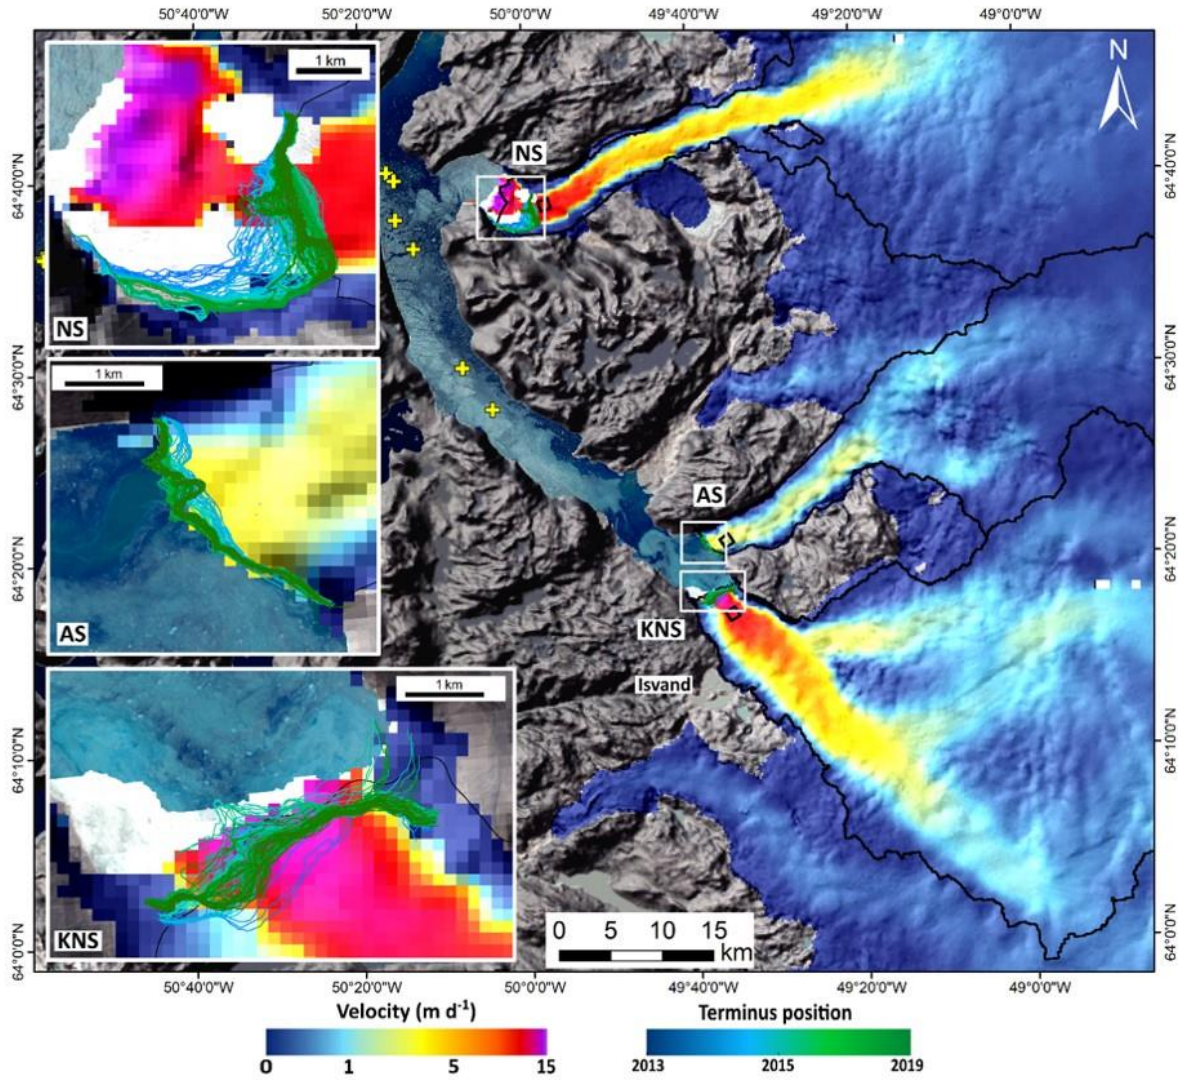 50°40'0"W 50°20'0"W 50°0'0"W 49°40'0"W 49°20'0"W 49°0'0"W
1 km
NS
N
NS
64°40'0"N
64°40'0"N
64°30'0"N
64°30'0"N
1 km
AS
AS
64°20'0"N
64°20'0"N
KNS
Isvand
1 km
KNS
64°10'0"N
64°10'0"N
64°0'0"N
64°0'0"N
0 5 10 15
km
50°40'0"W 50°20'0"W 50°0'0"W 49°40'0"W 49°20'0"W 49°0'0"W
Velocity (m d⁻¹)
0 1 5 15
Terminus position
2013 2015 2019